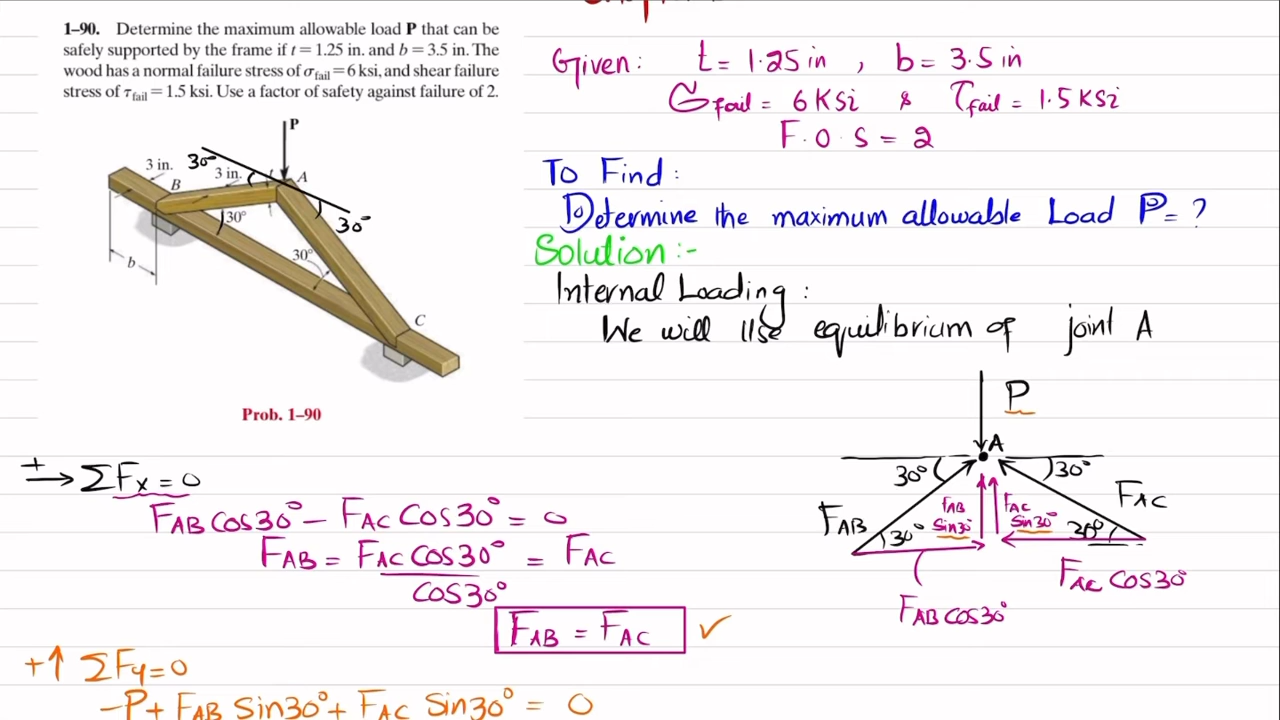 1–90. Determine the maximum allowable load P that can be
safely supported by the frame if t = 1.25 in. and b = 3.5 in. The
wood has a normal failure stress of σfail = 6 ksi, and shear failure
stress of τfail = 1.5 ksi. Use a factor of safety against failure of 2.
P
3 in.
30°
3 in.
A
B
30°
30°
30°
b
C
Prob. 1–90
Given: t = 1.25 in , b = 3.5 in
σfail = 6 KSi & τfail = 1.5 KSi
F.O.S = 2
To Find:
Determine the maximum allowable Load P = ?
Solution:-
Internal Loading:
We will Use equilibrium of joint A
P
A
30° 30°
FAB
FAC
FAB Sin30°
FAC Sin30°
30° 30°
FAC COS30°
FAB COS30°
+→ ΣFx = 0
FAB COS30° - FAC COS30° = 0
FAB = FAC COS30° / COS30° = FAC
FAB = FAC ✓
+↑ ΣFy = 0
-P + FAB Sin30° + FAC Sin30° = 0